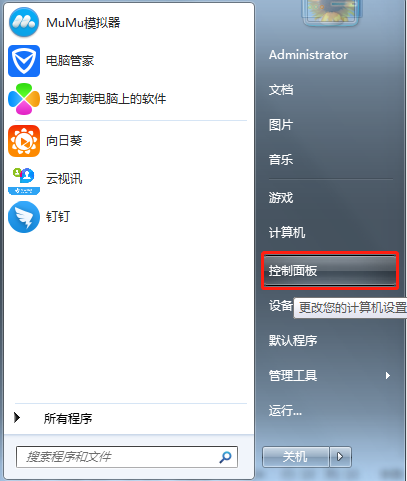 MuMu模拟器
电脑管家
强力卸载电脑上的软件
向日葵
云视讯
钉钉
所有程序
搜索程序和文件
Administrator
文档
图片
音乐
游戏
计算机
控制面板
设备
更改您的计算机设置
默认程序
管理工具
运行...
关机